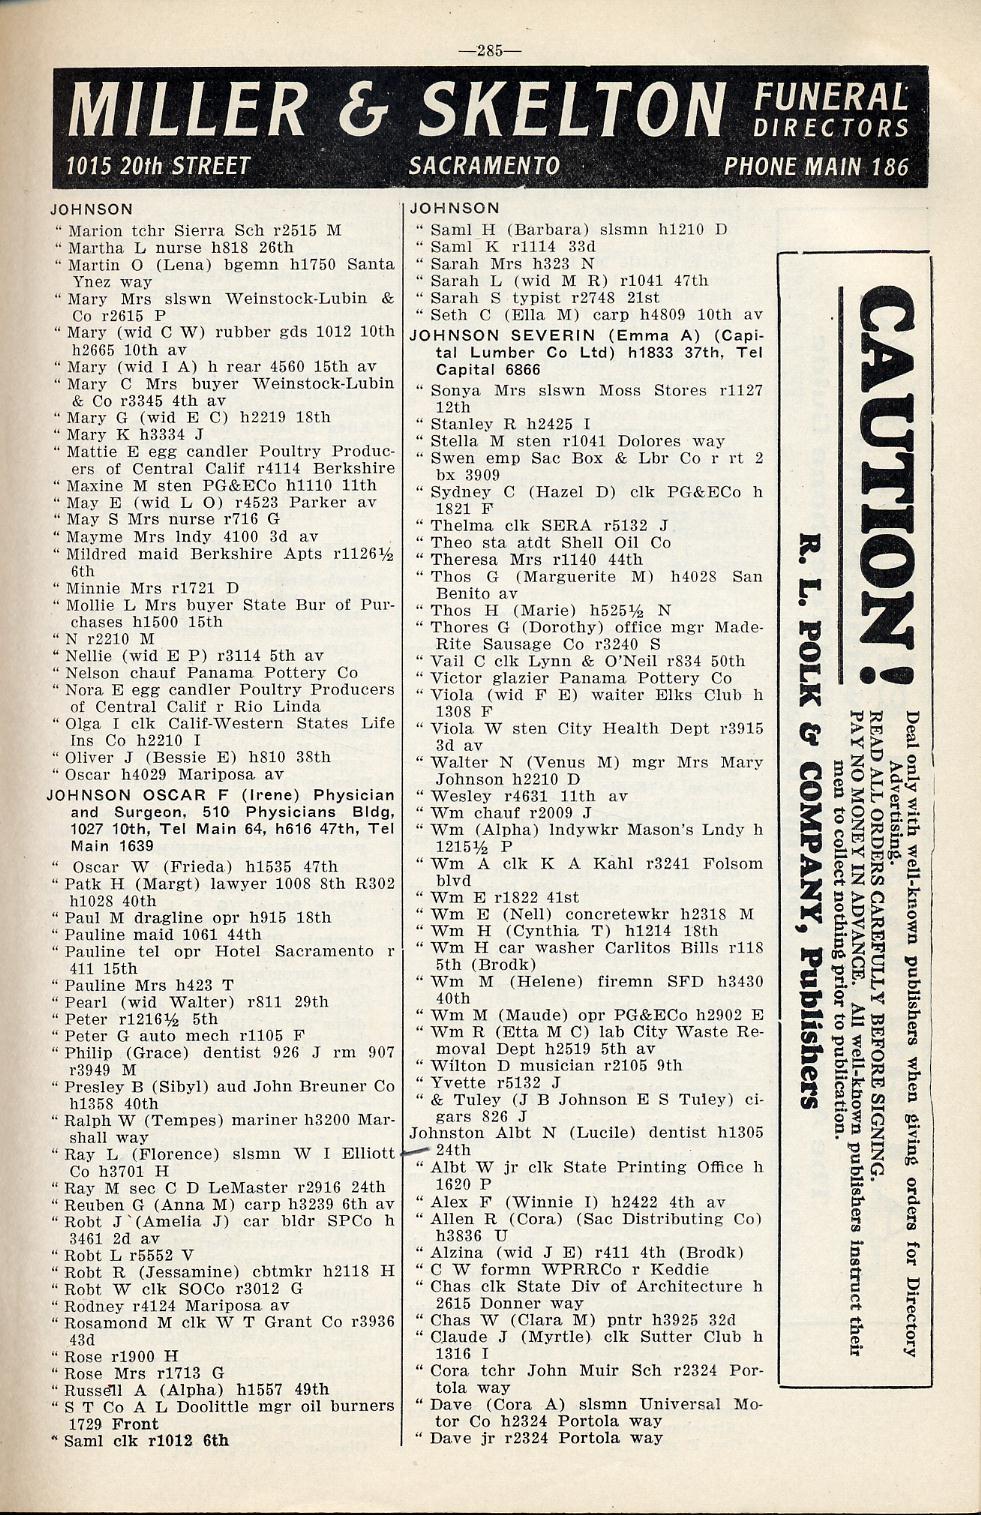 —285—
MILLER & SKELTON FUNERAL DIRECTORS
1015 20th STREET SACRAMENTO PHONE MAIN 186
JOHNSON
“ Marion tchr Sierra Sch r2515 M
“ Martha L nurse h818 26th
“ Martin O (Lena) bgemn h1750 Santa
Ynez way
“ Mary Mrs slswn Weinstock-Lubin &
Co r2615 P
“ Mary (wid C W) rubber gds 1012 10th
h2665 10th av
“ Mary (wid I A) h rear 4560 15th av
“ Mary C Mrs buyer Weinstock-Lubin
& Co r3345 4th av
“ Mary G (wid E C) h2219 18th
“ Mary K h3334 J
“ Mattie E egg candler Poultry Produc-
ers of Central Calif r4114 Berkshire
“ Maxine M sten PG&ECo h1110 11th
“ May E (wid L O) r4523 Parker av
“ May S Mrs nurse r716 G
“ Mayme Mrs lndy 4100 3d av
“ Mildred maid Berkshire Apts r1126½
6th
“ Minnie Mrs r1721 D
“ Mollie L Mrs buyer State Bur of Pur-
chases h1500 15th
“ N r2210 M
“ Nellie (wid E P) r3114 5th av
“ Nelson chauf Panama Pottery Co
“ Nora E egg candler Poultry Producers
of Central Calif r Rio Linda
“ Olga I clk Calif-Western States Life
Ins Co h2210 I
“ Oliver J (Bessie E) h810 38th
“ Oscar h4029 Mariposa av
JOHNSON OSCAR F (Irene) Physician
and Surgeon, 510 Physicians Bldg,
1027 10th, Tel Main 64, h616 47th, Tel
Main 1639
“ Oscar W (Frieda) h1535 47th
“ Patk H (Margt) lawyer 1008 8th R302
h1028 40th
“ Paul M dragline opr h915 18th
“ Pauline maid 1061 44th
“ Pauline tel opr Hotel Sacramento r
411 15th
“ Pauline Mrs h423 T
“ Pearl (wid Walter) r811 29th
“ Peter r1216½ 5th
“ Peter G auto mech r1105 F
“ Philip (Grace) dentist 926 J rm 907
r3949 M
“ Presley B (Sibyl) aud John Breuner Co
h1358 40th
“ Ralph W (Tempes) mariner h3200 Mar-
shall way
“ Ray L (Florence) slsmn W I Elliott
Co h3701 H
“ Ray M sec C D LeMaster r2916 24th
“ Reuben G (Anna M) carp h3239 6th av
“ Robt J (Amelia J) car bldr SPCo h
3461 2d av
“ Robt L r5552 V
“ Robt R (Jessamine) cbtmkr h2118 H
“ Robt W clk SOCo r3012 G
“ Rodney r4124 Mariposa av
“ Rosamond M clk W T Grant Co r3936
43d
“ Rose r1900 H
“ Rose Mrs r1713 G
“ Russell A (Alpha) h1557 49th
“ S T Co A L Doolittle mgr oil burners
1729 Front
“ Saml clk r1012 6th
JOHNSON
“ Saml H (Barbara) slsmn h1210 D
“ Saml K r1114 33d
“ Sarah Mrs h323 N
“ Sarah L (wid M R) r1041 47th
“ Sarah S typist r2748 21st
“ Seth C (Ella M) carp h4809 10th av
JOHNSON SEVERIN (Emma A) (Capi-
tal Lumber Co Ltd) h1833 37th, Tel
Capital 6866
“ Sonya Mrs slswn Moss Stores r1127
12th
“ Stanley R h2425 I
“ Stella M sten r1041 Dolores way
“ Swen emp Sac Box & Lbr Co r rt 2
bx 3909
“ Sydney C (Hazel D) clk PG&ECo h
1821 F
“ Thelma clk SERA r5132 J
“ Theo sta atdt Shell Oil Co
“ Theresa Mrs r1140 44th
“ Thos G (Marguerite M) h4028 San
Benito av
“ Thos H (Marie) h525½ N
“ Thores G (Dorothy) office mgr Made-
Rite Sausage Co r3240 S
“ Vail C clk Lynn & O'Neil r834 50th
“ Victor glazier Panama Pottery Co
“ Viola (wid F E) waiter Elks Club h
1308 F
“ Viola W sten City Health Dept r3915
3d av
“ Walter N (Venus M) mgr Mrs Mary
Johnson h2210 D
“ Wesley r4631 11th av
“ Wm chauf r2009 J
“ Wm (Alpha) lndywkr Mason's Lndy h
1215½ P
“ Wm A clk K A Kahl r3241 Folsom
blvd
“ Wm E r1822 41st
“ Wm E (Nell) concretewkr h2318 M
“ Wm H (Cynthia T) h1214 18th
“ Wm H car washer Carlitos Bills r118
5th (Brodk)
“ Wm M (Helene) firemn SFD h3430
40th
“ Wm M (Maude) opr PG&ECo h2902 E
“ Wm R (Etta M C) lab City Waste Re-
moval Dept h2519 5th av
“ Wilton D musician r2105 9th
“ Yvette r5132 J
“ & Tuley (J B Johnson E S Tuley) ci-
gars 826 J
Johnston Albt N (Lucile) dentist h1305
24th
“ Albt W jr clk State Printing Office h
1620 P
“ Alex F (Winnie I) h2422 4th av
“ Allen R (Cora) (Sac Distributing Co)
h3836 U
“ Alzina (wid J E) r411 4th (Brodk)
“ C W formn WPRRCo r Keddie
“ Chas clk State Div of Architecture h
2615 Donner way
“ Chas W (Clara M) pntr h3925 32d
“ Claude J (Myrtle) clk Sutter Club h
1316 I
“ Cora tchr John Muir Sch r2324 Por-
tola way
“ Dave (Cora A) slsmn Universal Mo-
tor Co h2324 Portola way
“ Dave jr r2324 Portola way
CAUTION!
Deal only with well-known publishers when giving orders for Directory
Advertising.
READ ALL ORDERS CAREFULLY BEFORE SIGNING.
PAY NO MONEY IN ADVANCE. All well-known publishers instruct their
men to collect nothing prior to publication.
R. L. POLK & COMPANY, Publishers